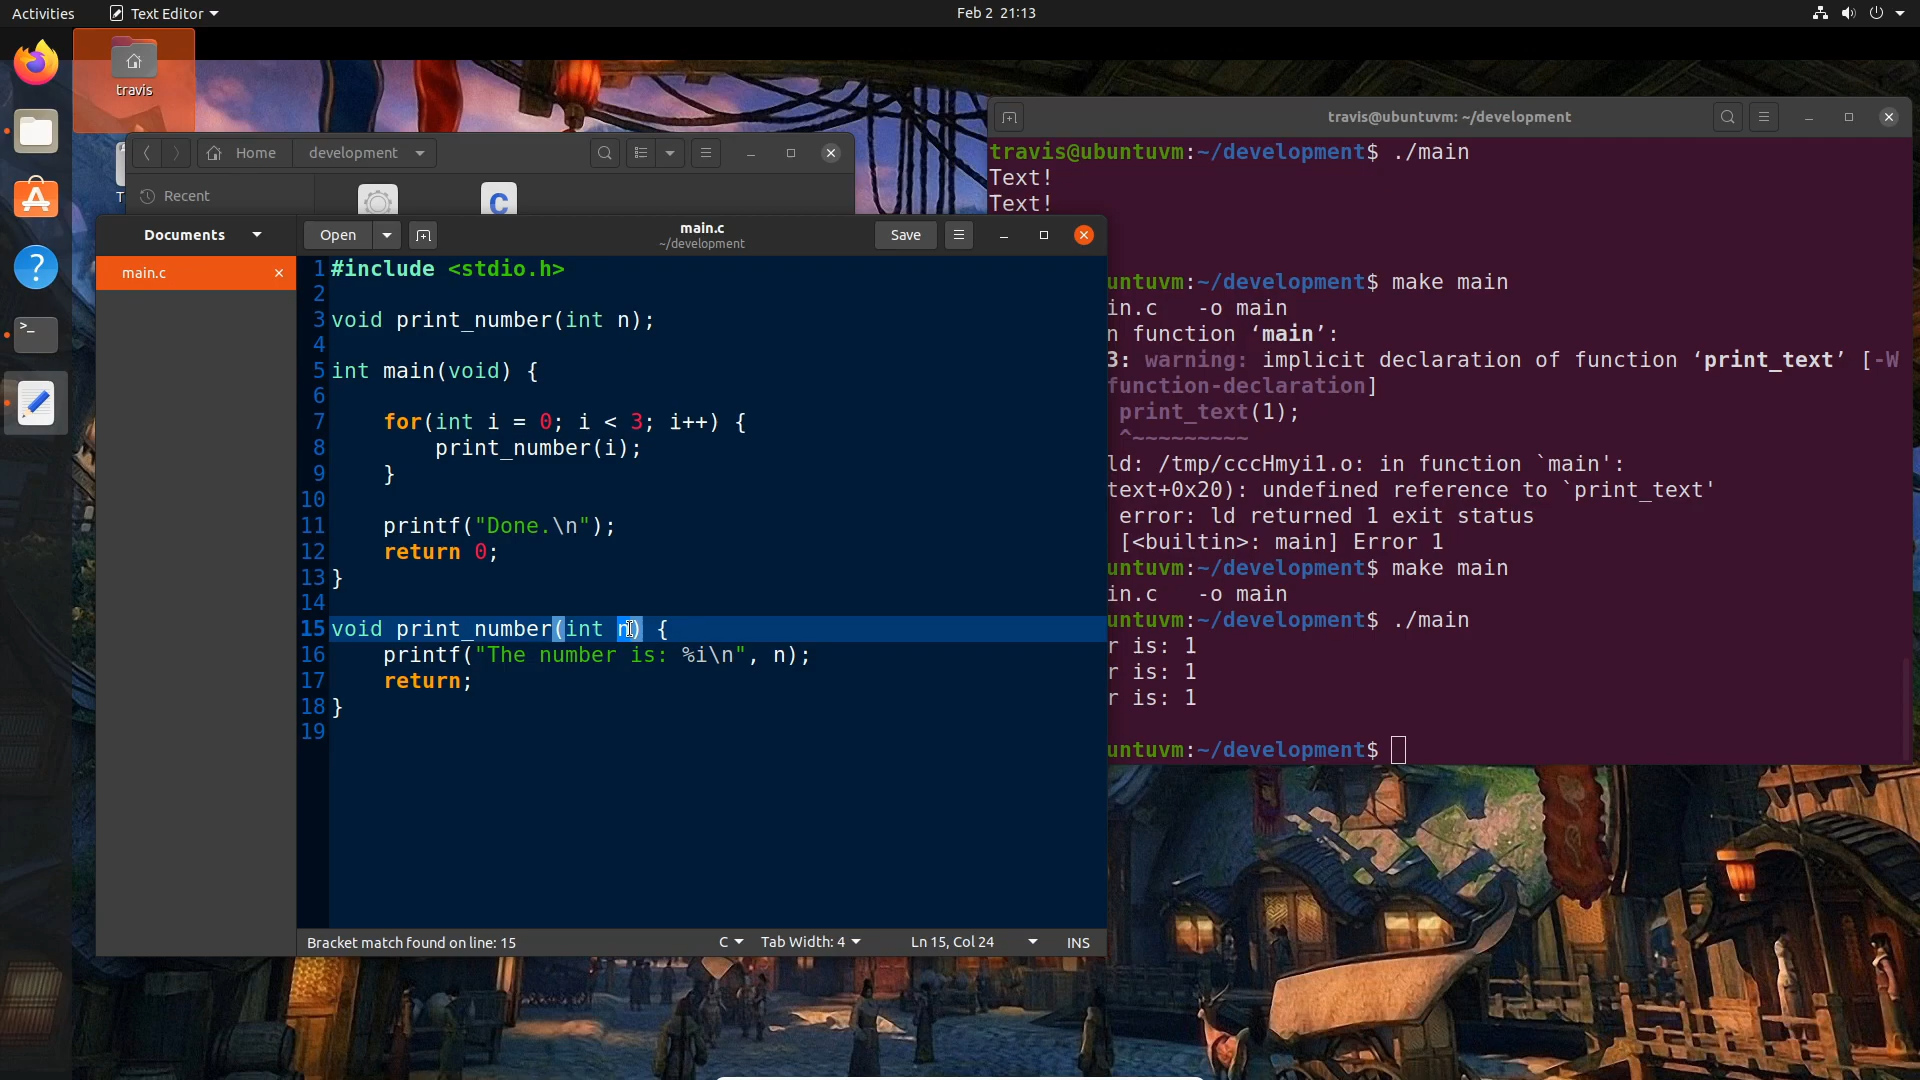 Activities
Text Editor
Feb 2 21:13
travis
Home
development
Recent
travis@ubuntuvm: ~/development
travis@ubuntuvm:~/development$ ./main
Text!
Text!
untuvm:~/development$ make main
in.c   -o main
n function ‘main’:
3: warning: implicit declaration of function ‘print_text’ [-W
function-declaration]
print_text(1);
^~~~~~~~~~
ld: /tmp/cccHmyi1.o: in function `main':
text+0x20): undefined reference to `print_text'
error: ld returned 1 exit status
[<builtin>: main] Error 1
untuvm:~/development$ make main
in.c   -o main
untuvm:~/development$ ./main
r is: 1
r is: 1
r is: 1
untuvm:~/development$
Documents
Open
main.c
~/development
Save
main.c
1 #include <stdio.h>
2
3 void print_number(int n);
4
5 int main(void) {
6
7     for(int i = 0; i < 3; i++) {
8         print_number(i);
9     }
10
11     printf("Done.\n");
12     return 0;
13 }
14
15 void print_number(int n) {
16     printf("The number is: %i\n", n);
17     return;
18 }
19
Bracket match found on line: 15
C
Tab Width: 4
Ln 15, Col 24
INS